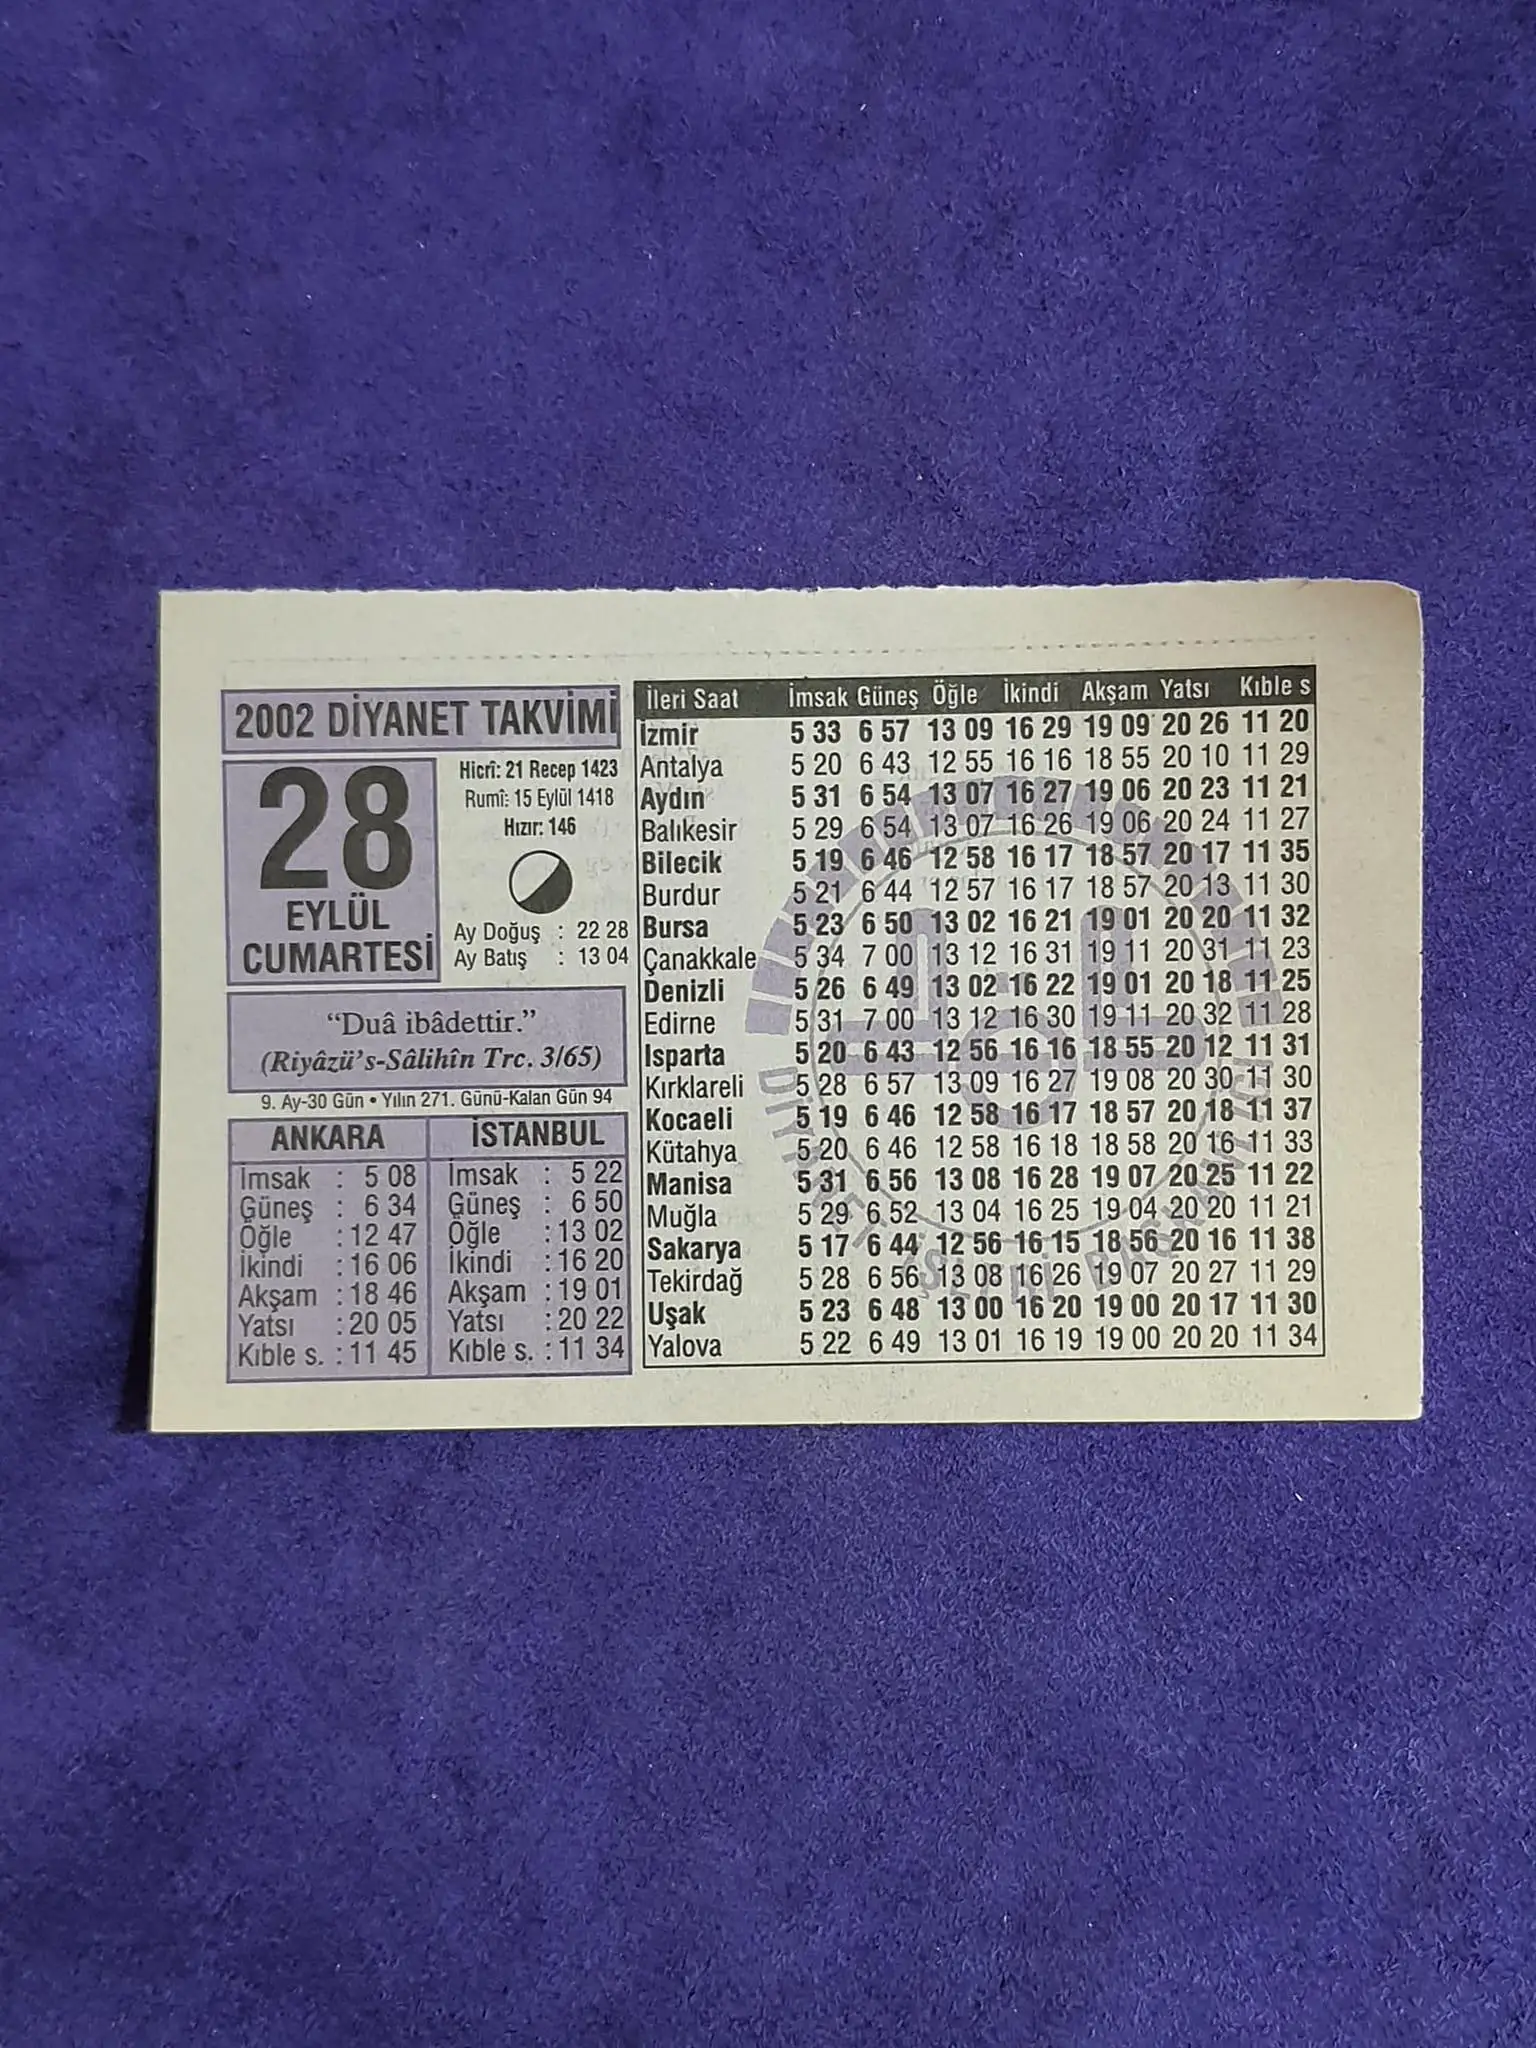 2002 DİYANET TAKVİMİ
28
EYLÜL
CUMARTESİ
Hicrî: 21 Recep 1423
Rumî: 15 Eylül 1418
Hızır: 146
Ay Doğuş : 22 28
Ay Batış : 13 04
“Duâ ibâdettir.”
(Riyâzü’s-Sâlihîn Trc. 3/65)
9. Ay-30 Gün • Yılın 271. Günü-Kalan Gün 94
ANKARA
İmsak : 5 08
Güneş : 6 34
Öğle : 12 47
İkindi : 16 06
Akşam : 18 46
Yatsı : 20 05
Kıble s. : 11 45
İSTANBUL
İmsak : 5 22
Güneş : 6 50
Öğle : 13 02
İkindi : 16 20
Akşam : 19 01
Yatsı : 20 22
Kıble s. : 11 34
İleri Saat İmsak Güneş Öğle İkindi Akşam Yatsı Kıble s
İzmir 5 33 6 57 13 09 16 29 19 09 20 26 11 20
Antalya 5 20 6 43 12 55 16 16 18 55 20 10 11 29
Aydın 5 31 6 54 13 07 16 27 19 06 20 23 11 21
Balıkesir 5 29 6 54 13 07 16 26 19 06 20 24 11 27
Bilecik 5 19 6 46 12 58 16 17 18 57 20 17 11 35
Burdur 5 21 6 44 12 57 16 17 18 57 20 13 11 30
Bursa 5 23 6 50 13 02 16 21 19 01 20 20 11 32
Çanakkale 5 34 7 00 13 12 16 31 19 11 20 31 11 23
Denizli 5 26 6 49 13 02 16 22 19 01 20 18 11 25
Edirne 5 31 7 00 13 12 16 30 19 11 20 32 11 28
Isparta 5 20 6 43 12 56 16 16 18 55 20 12 11 31
Kırklareli 5 28 6 57 13 09 16 27 19 08 20 30 11 30
Kocaeli 5 19 6 46 12 58 16 17 18 57 20 18 11 37
Kütahya 5 20 6 46 12 58 16 18 18 58 20 16 11 33
Manisa 5 31 6 56 13 08 16 28 19 07 20 25 11 22
Muğla 5 29 6 52 13 04 16 25 19 04 20 20 11 21
Sakarya 5 17 6 44 12 56 16 15 18 56 20 16 11 38
Tekirdağ 5 28 6 56 13 08 16 26 19 07 20 27 11 29
Uşak 5 23 6 48 13 00 16 20 19 00 20 17 11 30
Yalova 5 22 6 49 13 01 16 19 19 00 20 20 11 34
DİYANET İŞLERİ BAŞKANLIĞI